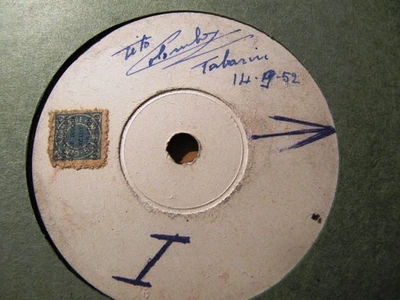 Tito
Colombo
Tabarin
14-9-52
I